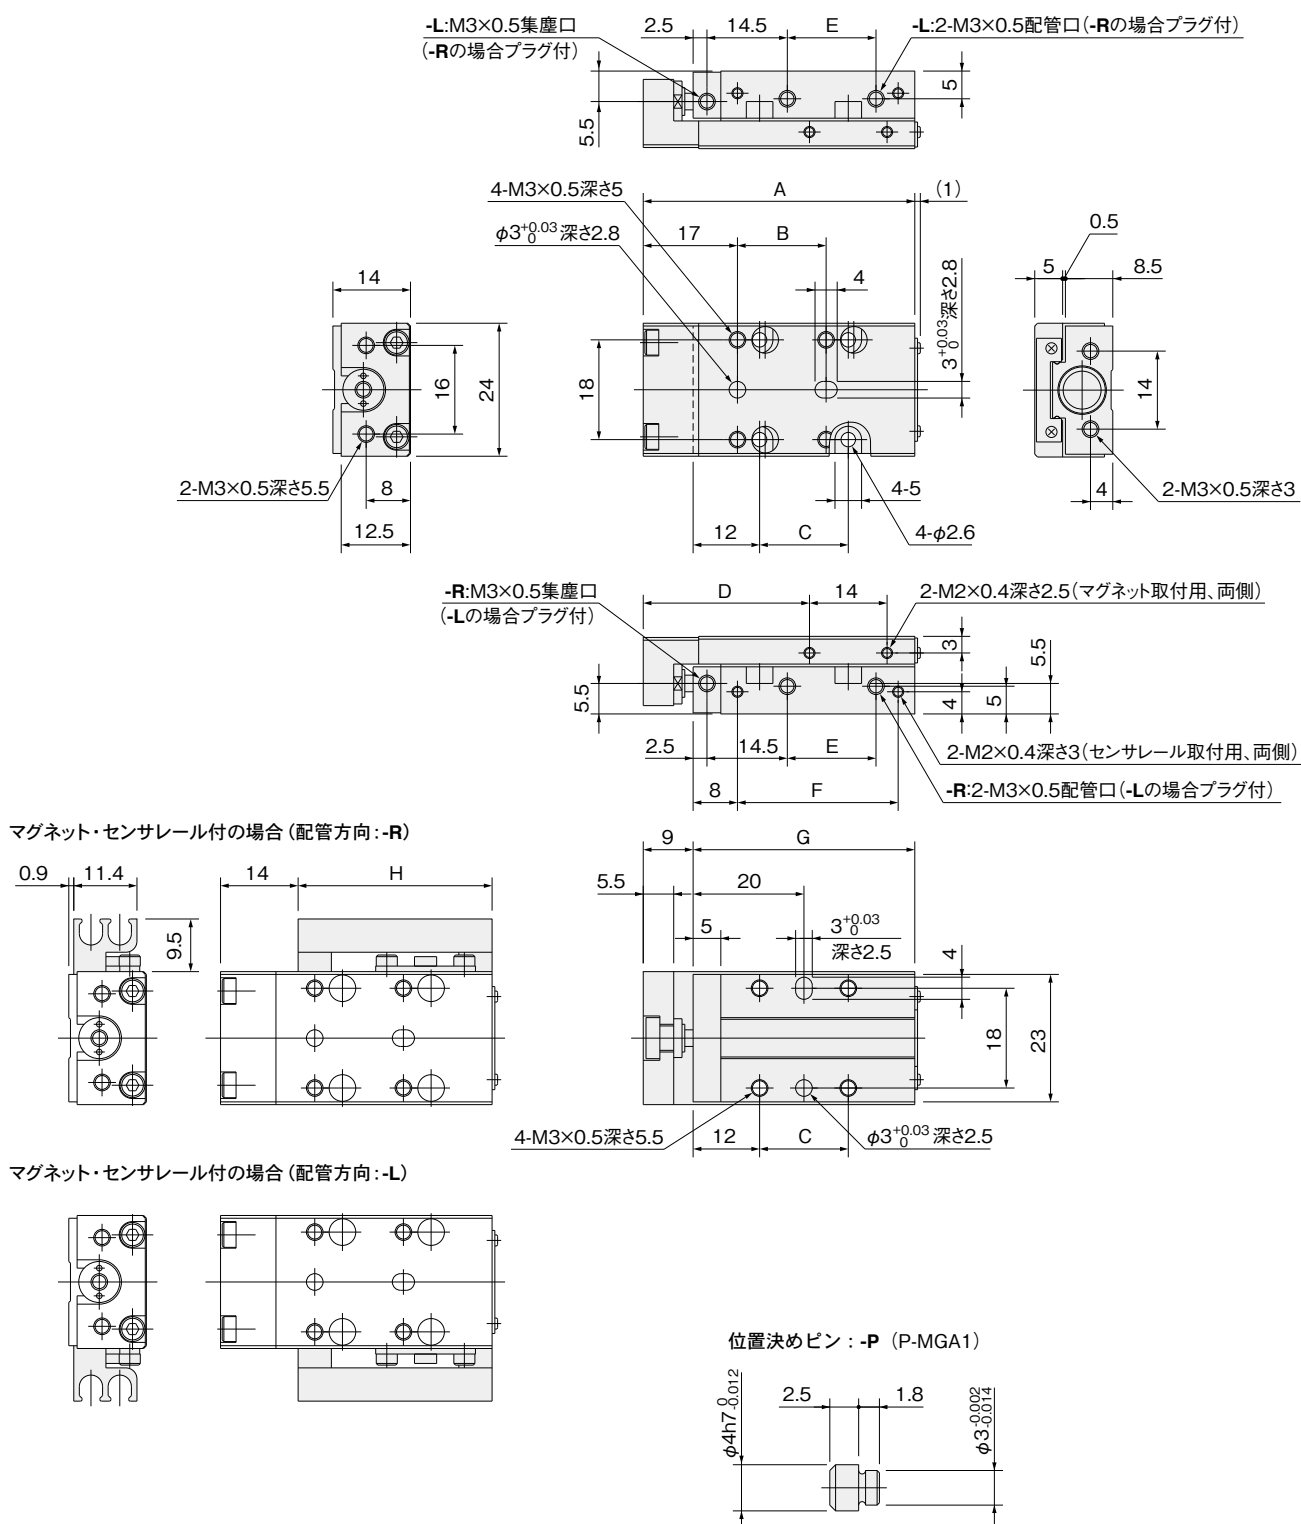 -L:M3×0.5集塵口
(-Rの場合プラグ付)
2.5
14.5
E
-L:2-M3×0.5配管口(-Rの場合プラグ付)
5.5
5
4-M3×0.5深さ5
A
(1)
φ3+0.03 0 深さ2.8
17
B
4
3+0.03 0 深さ2.8
0.5
5
8.5
14
16
24
18
14
2-M3×0.5深さ5.5
8
12.5
12
C
4-5
4-φ2.6
4
2-M3×0.5深さ3
-R:M3×0.5集塵口
(-Lの場合プラグ付)
D
14
2-M2×0.4深さ2.5(マグネット取付用、両側)
3
5.5
5.5
4
5
2.5
14.5
E
2-M2×0.4深さ3(センサレール取付用、両側)
8
F
-R:2-M3×0.5配管口(-Lの場合プラグ付)
マグネット・センサレール付の場合(配管方向:-R)
0.9
11.4
14
H
9.5
9
G
5.5
20
5
3+0.03 0
深さ2.5
4
18
23
4-M3×0.5深さ5.5
12
C
φ3+0.03 0 深さ2.5
マグネット・センサレール付の場合(配管方向:-L)
位置決めピン:-P (P-MGA1)
φ4h7 0 -0.012
2.5
1.8
φ3-0.002 -0.014